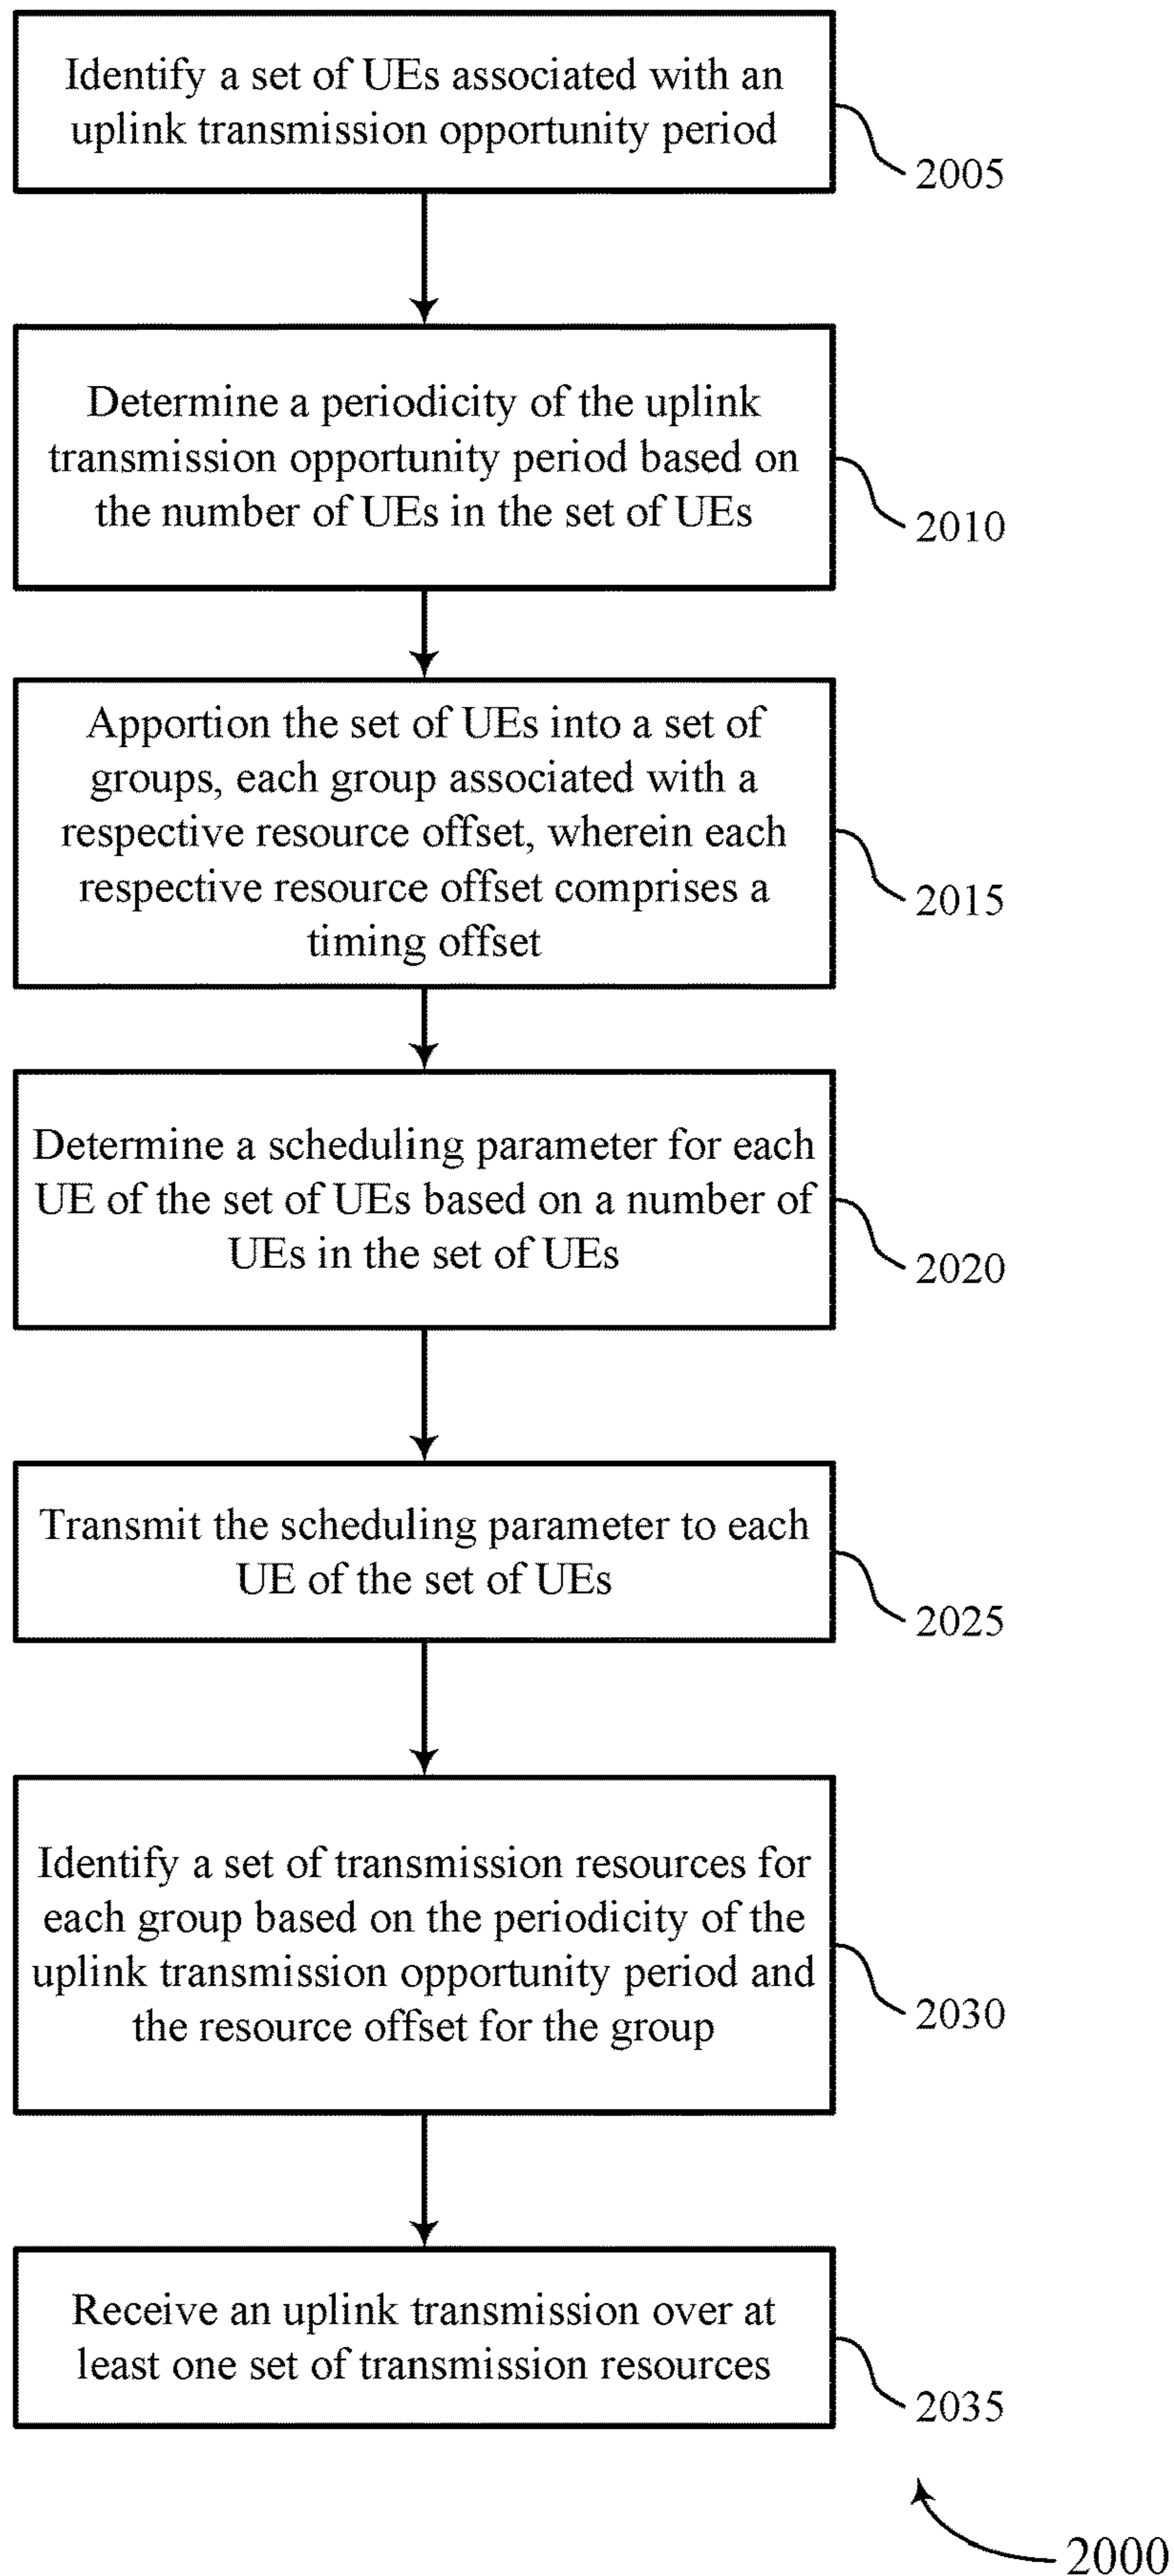 Identify a set of UEs associated with an
uplink transmission opportunity period
2005
Determine a periodicity of the uplink
transmission opportunity period based on
the number of UEs in the set of UEs
2010
Apportion the set of UEs into a set of
groups, each group associated with a
respective resource offset, wherein each
respective resource offset comprises a
timing offset
2015
Determine a scheduling parameter for each
UE of the set of UEs based on a number of
UEs in the set of UEs
2020
Transmit the scheduling parameter to each
UE of the set of UEs
2025
Identify a set of transmission resources for
each group based on the periodicity of the
uplink transmission opportunity period and
the resource offset for the group
2030
Receive an uplink transmission over at
least one set of transmission resources
2035
2000